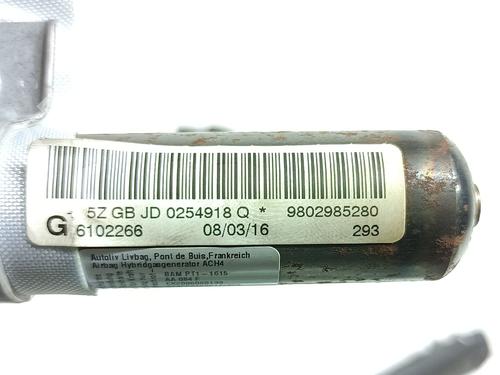 5Z GB JD 0254918 Q * 9802985280
G 6102266 08/03/16 293
Autoliv Livbag, Pont de Buis,Frankreich
Airbag Hybridgasgenerator ACH4
BAM PT1-1615